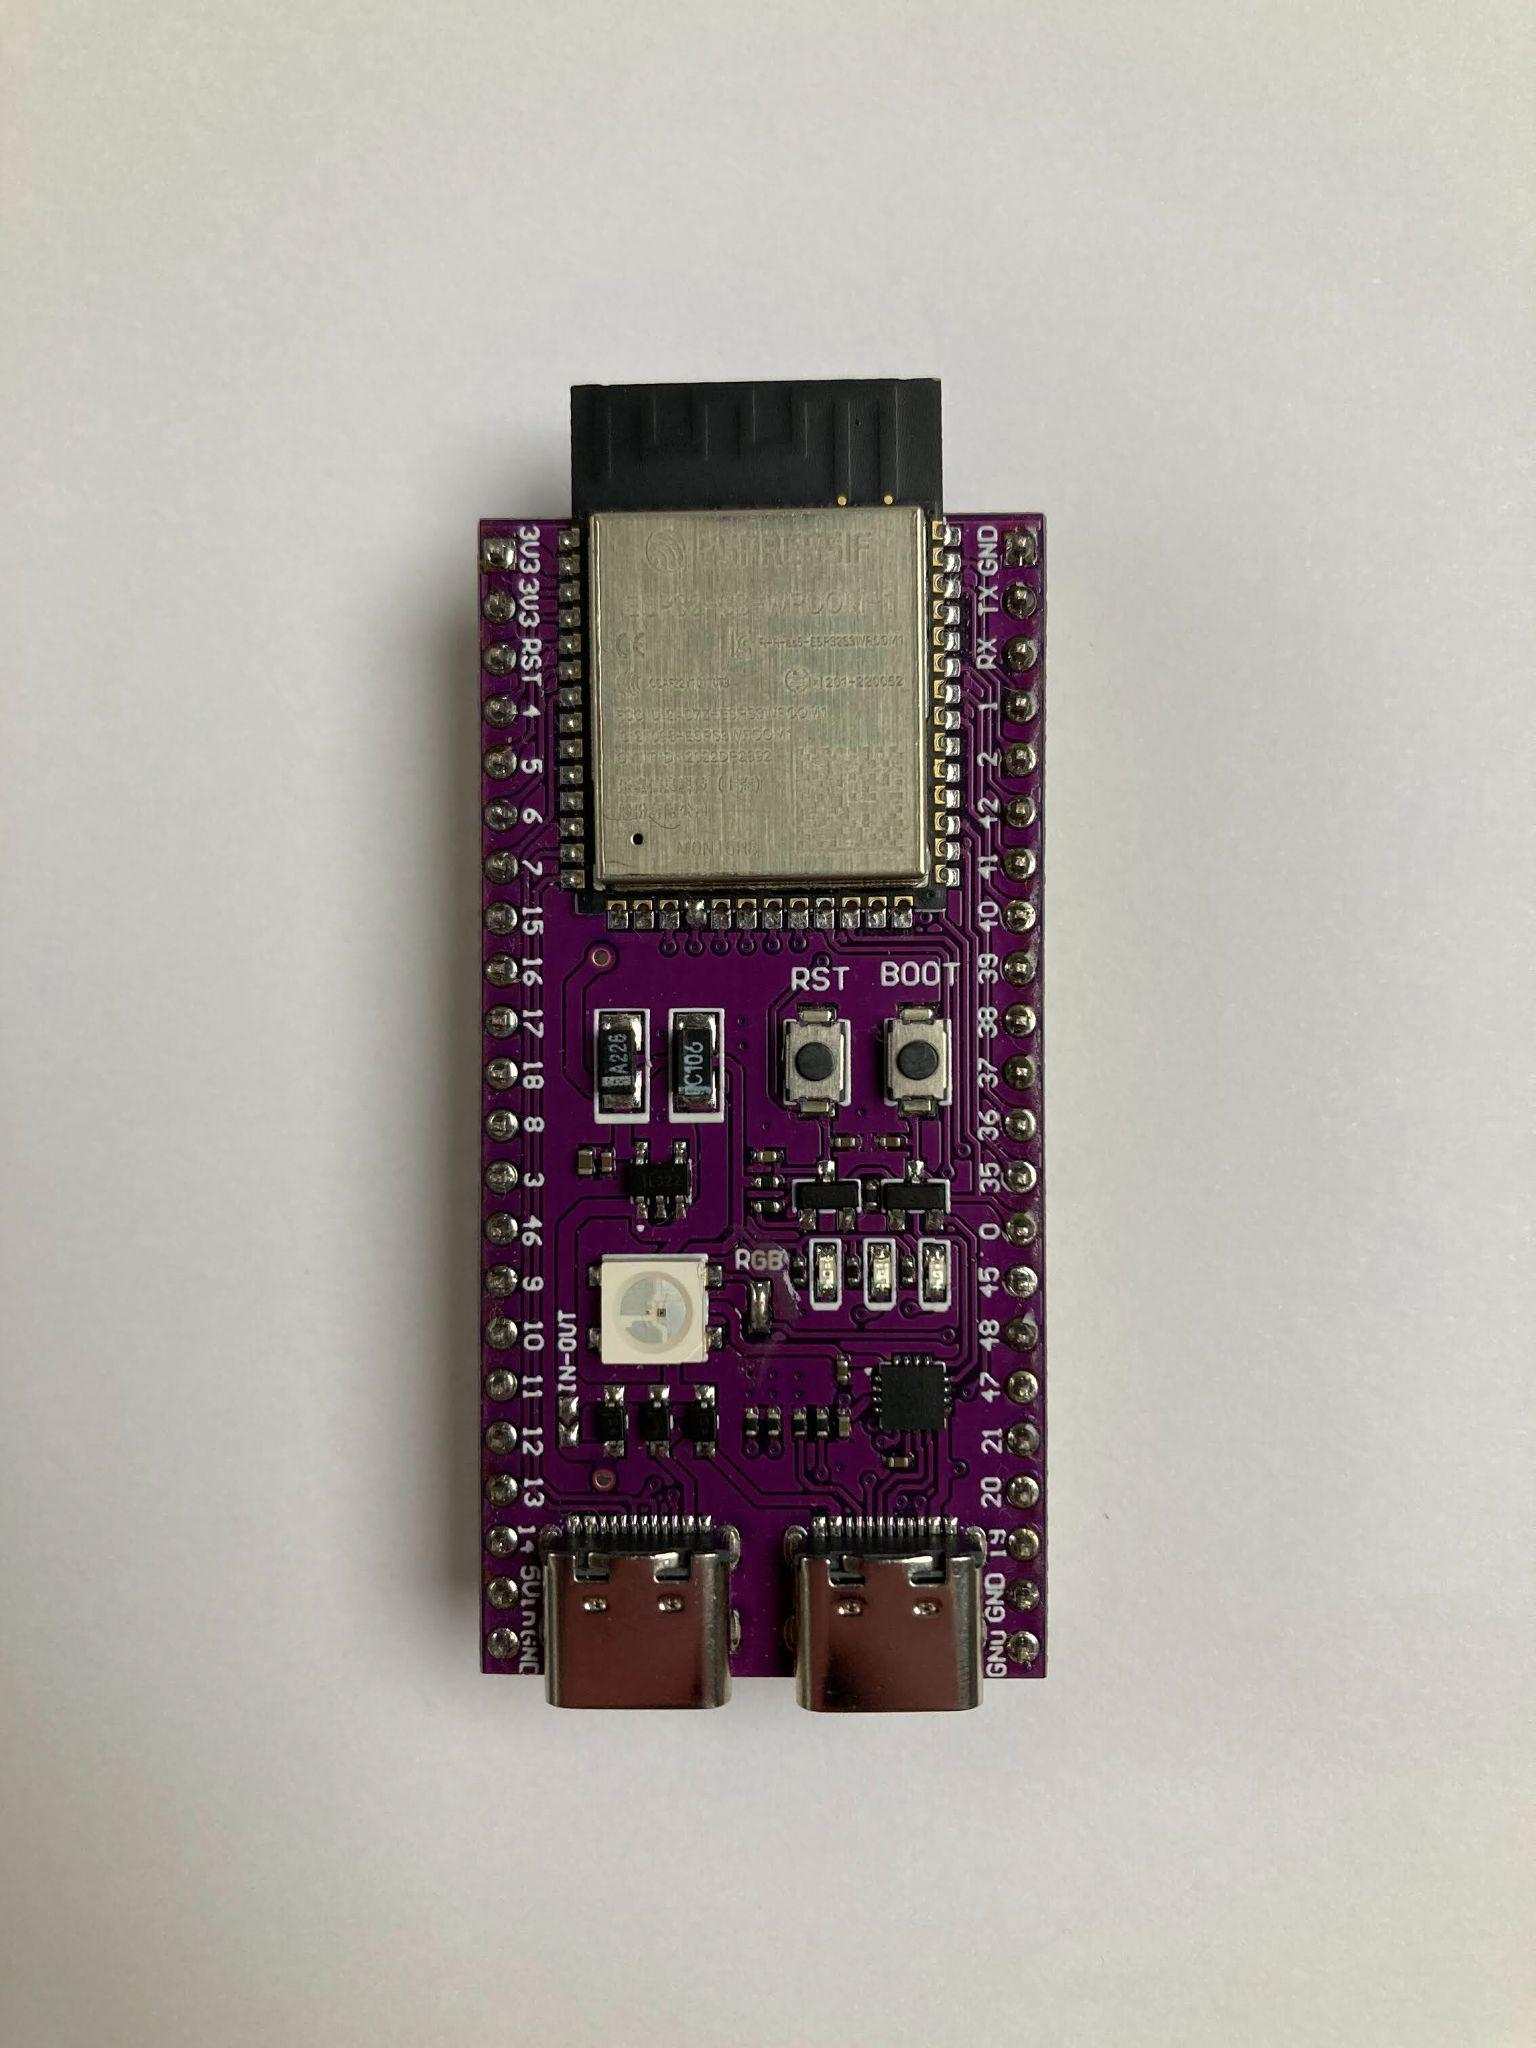 3V3
3V3
RST
4
5
6
7
15
16
17
18
8
3
46
9
10
11
12
13
14
5Vin
GND
ESPRESSIF
ESP32-S3-WROOM-1
CE
RST
BOOT
A226
C106
L322
RGB
IN-OUT
GND
TX
RX
1
2
42
41
40
39
38
37
36
35
0
45
48
47
21
20
19
GND
GND